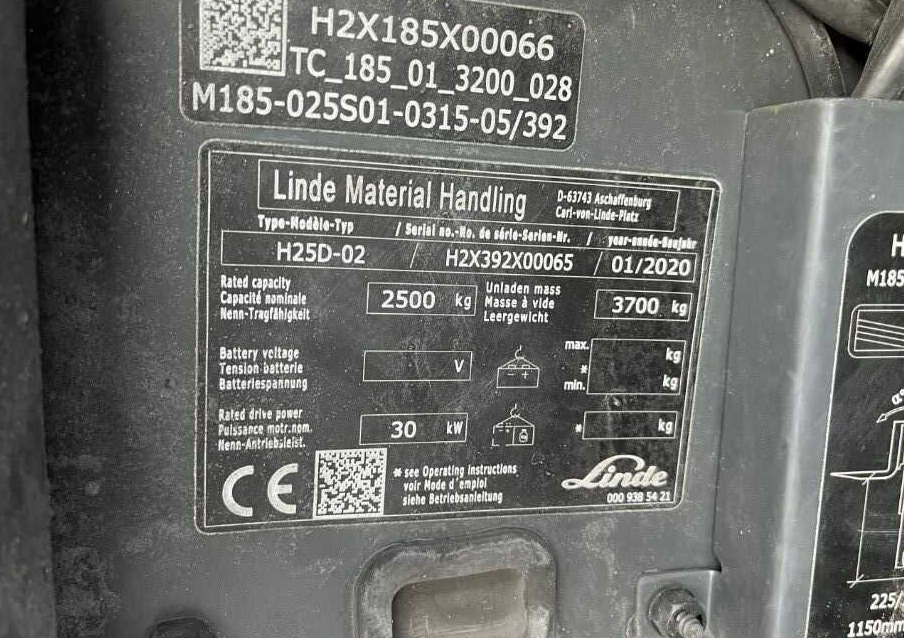 H2X185X00066
TC_185_01_3200_028
M185-025S01-0315-05/392
Linde Material Handling
D-63743 Aschaffenburg
Carl-von-Linde-Platz
Type-Modèle-Typ / Serial no.-No. de série-Serien-Nr. / year-année-Baujahr
H25D-02 / H2X392X00065 / 01/2020
Rated capacity
Capacité nominale
Nenn-Tragfähigkeit
2500 kg
Unladen mass
Masse à vide
Leergewicht
3700 kg
Battery voltage
Tension batterie
Batteriespannung
V
max. kg
*
min. kg
Rated drive power
Puissance motr.nom.
Nenn-Antriebsleist.
30 kW
* kg
CE
* see Operating instructions
voir Mode d'emploi
siehe Betriebsanleitung
Linde
000 938 54 21
H
M185
225/
1150mm